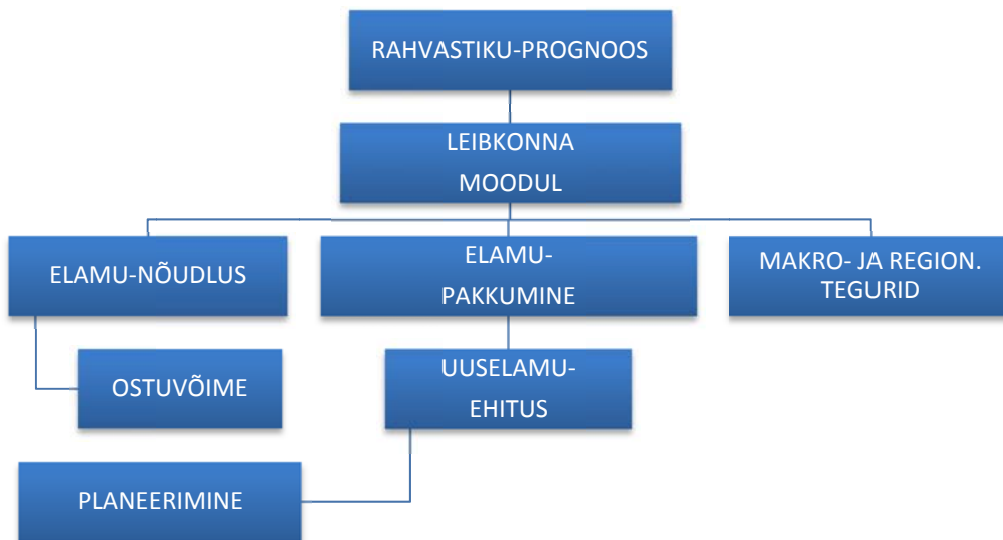 RAHVASTIKU-PROGNOOS
LEIBKONNA
MOODUL
ELAMU-NÕUDLUS
ELAMU-
PAKKUMINE
MAKRO- JA REGION.
TEGURID
OSTUVÕIME
UUSELAMU-
EHITUS
PLANEERIMINE